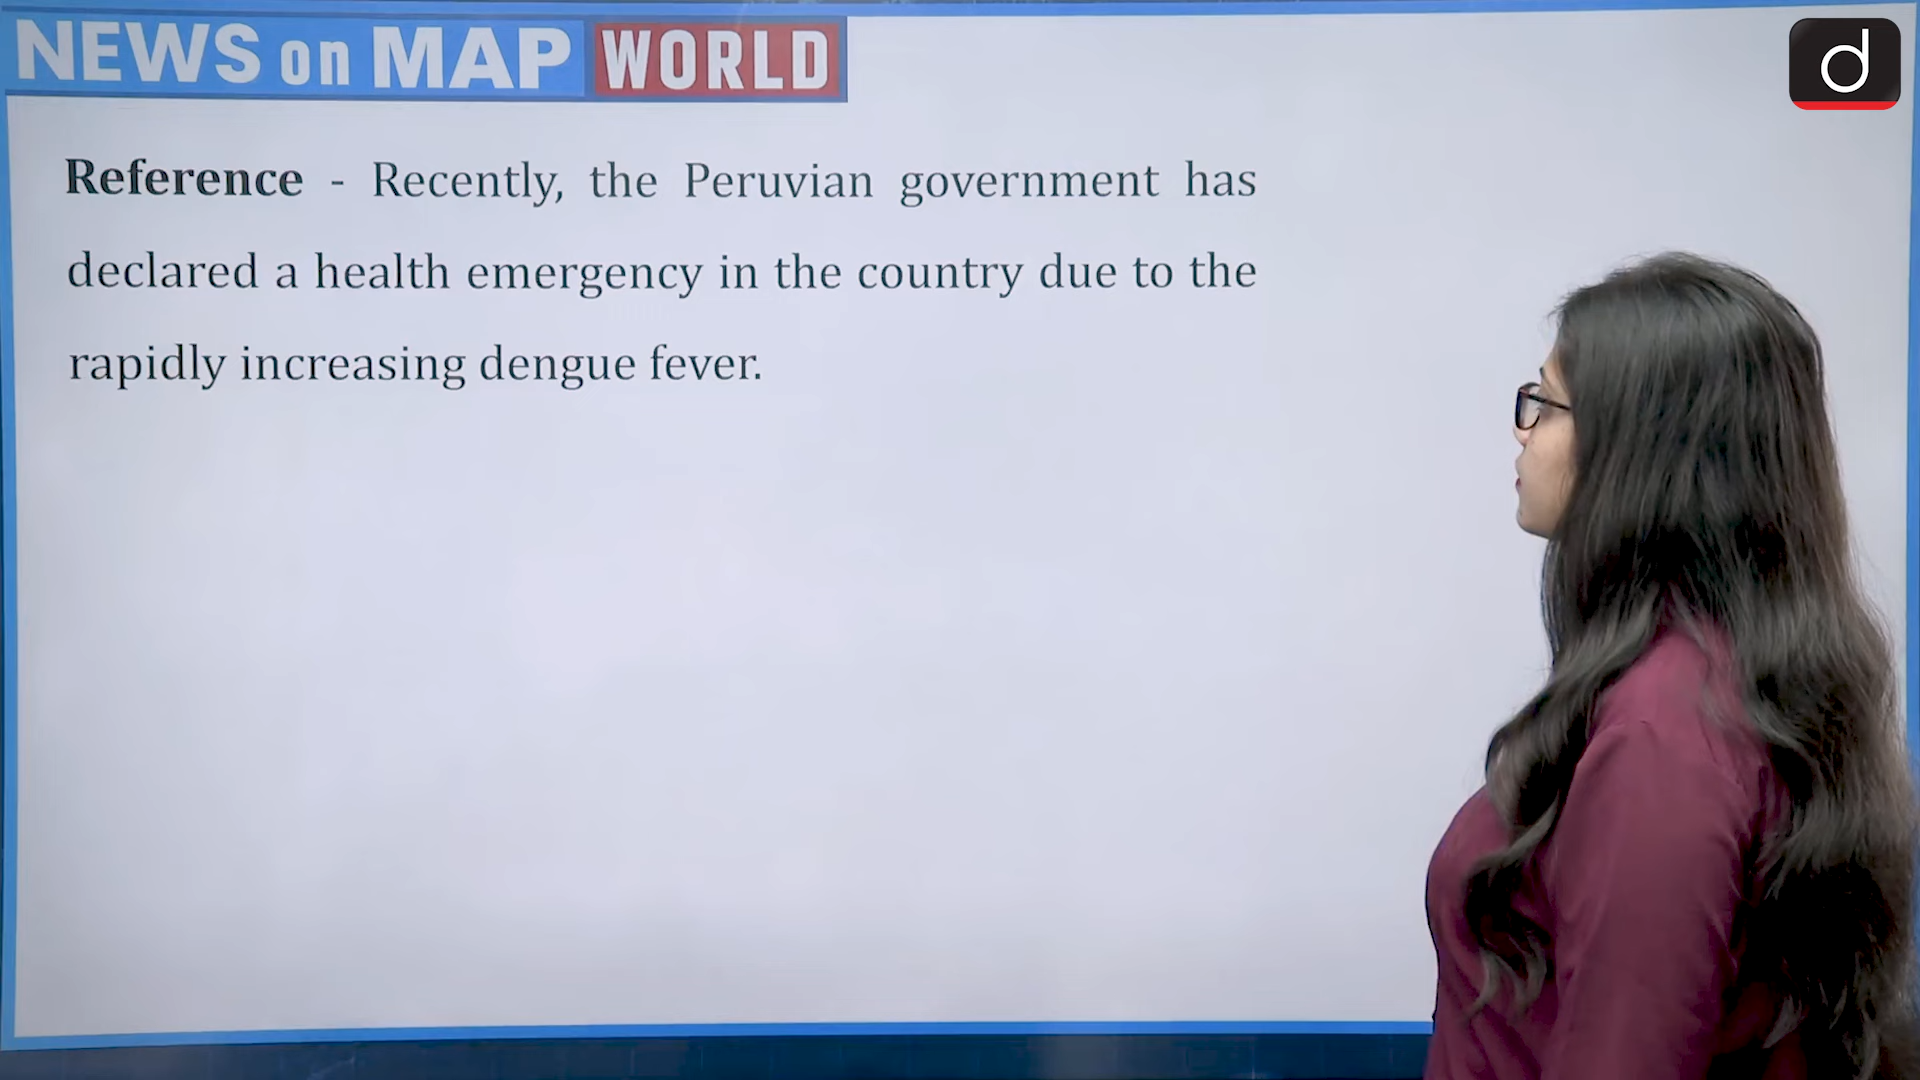 NEWS on MAP WORLD
d
Reference - Recently, the Peruvian government has
declared a health emergency in the country due to the
rapidly increasing dengue fever.